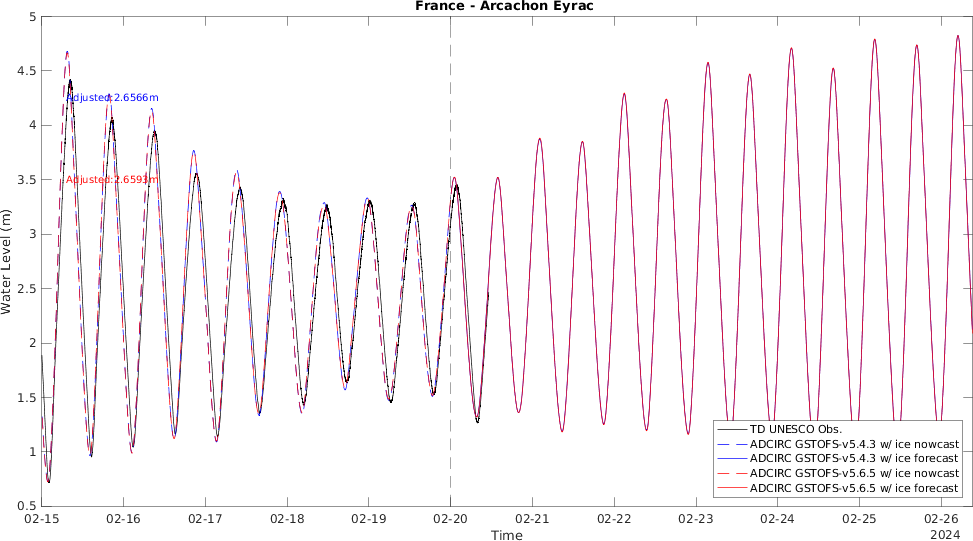 France - Arcachon Eyrac
5
4.5
4
3.5
3
2.5
2
1.5
1
0.5
Water Level (m)
Adjusted:2.6566m
Adjusted:2.6593m
TD UNESCO Obs.
ADCIRC GSTOFS-v5.4.3 w/ ice nowcast
ADCIRC GSTOFS-v5.4.3 w/ ice forecast
ADCIRC GSTOFS-v5.6.5 w/ ice nowcast
ADCIRC GSTOFS-v5.6.5 w/ ice forecast
02-15 02-16 02-17 02-18 02-19 02-20 02-21 02-22 02-23 02-24 02-25 02-26
Time
2024